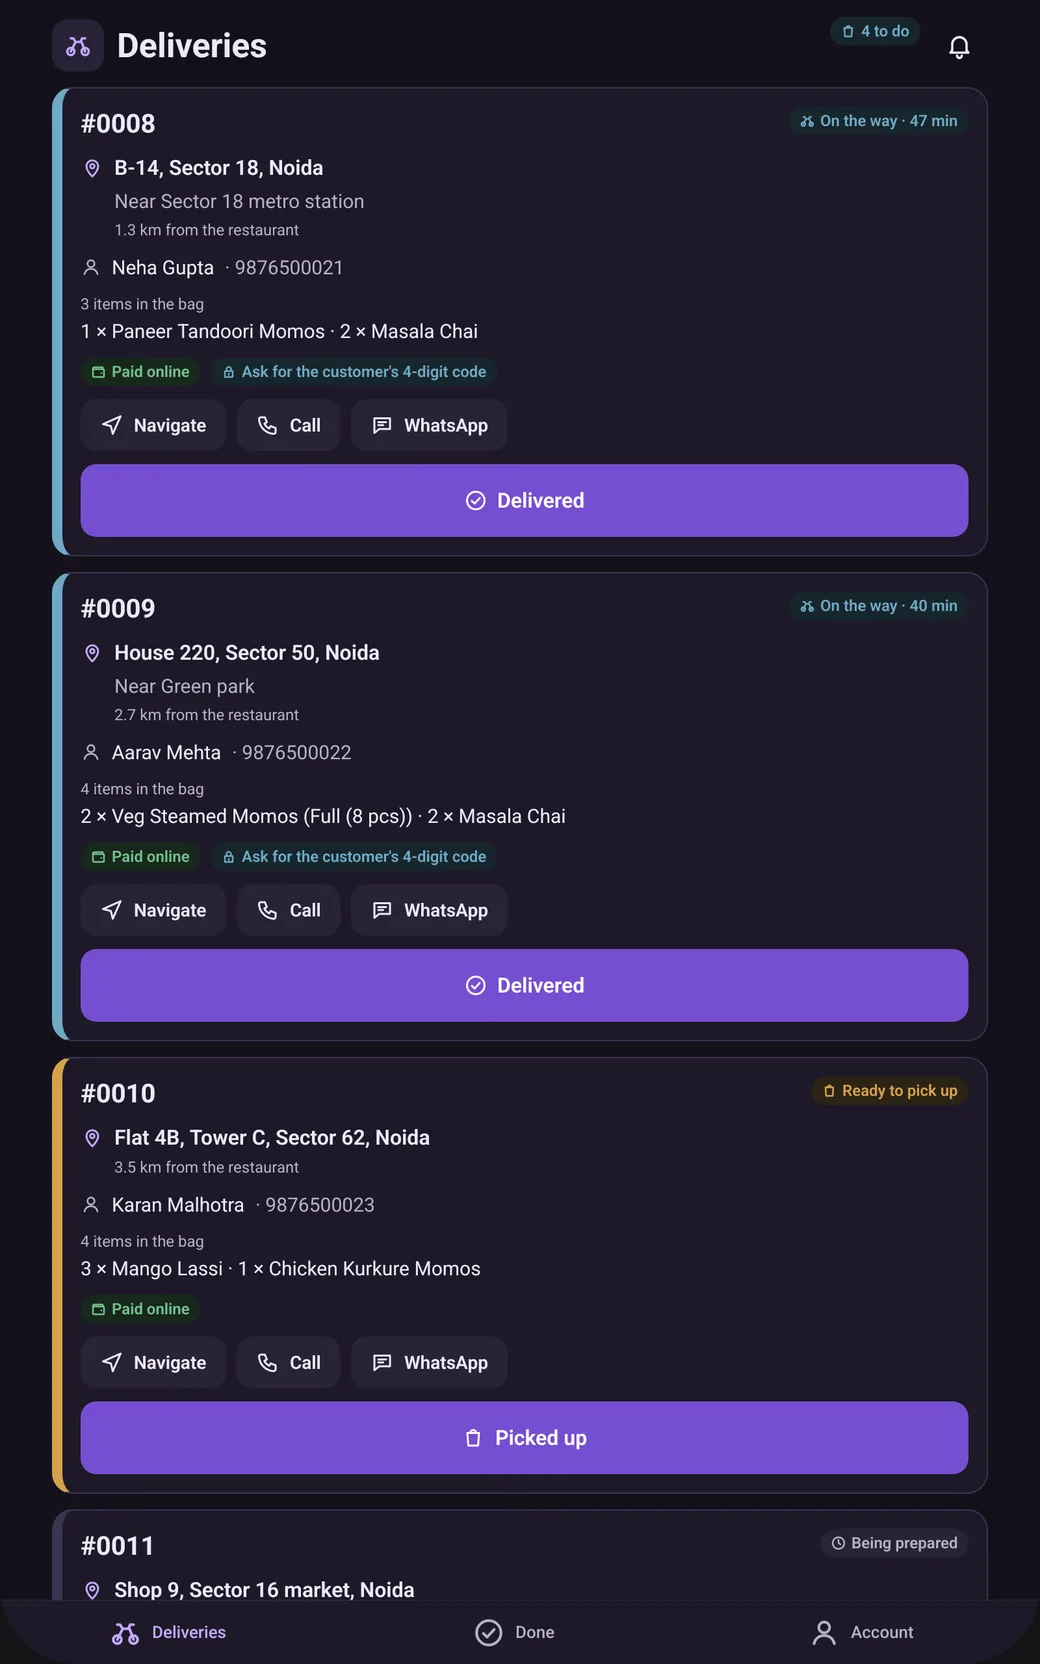 Deliveries
4 to do
#0008
On the way · 47 min
B-14, Sector 18, Noida
Near Sector 18 metro station
1.3 km from the restaurant
Neha Gupta · 9876500021
3 items in the bag
1 × Paneer Tandoori Momos · 2 × Masala Chai
Paid online
Ask for the customer's 4-digit code
Navigate
Call
WhatsApp
Delivered
#0009
On the way · 40 min
House 220, Sector 50, Noida
Near Green park
2.7 km from the restaurant
Aarav Mehta · 9876500022
4 items in the bag
2 × Veg Steamed Momos (Full (8 pcs)) · 2 × Masala Chai
Paid online
Ask for the customer's 4-digit code
Navigate
Call
WhatsApp
Delivered
#0010
Ready to pick up
Flat 4B, Tower C, Sector 62, Noida
3.5 km from the restaurant
Karan Malhotra · 9876500023
4 items in the bag
3 × Mango Lassi · 1 × Chicken Kurkure Momos
Paid online
Navigate
Call
WhatsApp
Picked up
#0011
Being prepared
Shop 9, Sector 16 market, Noida
Deliveries
Done
Account